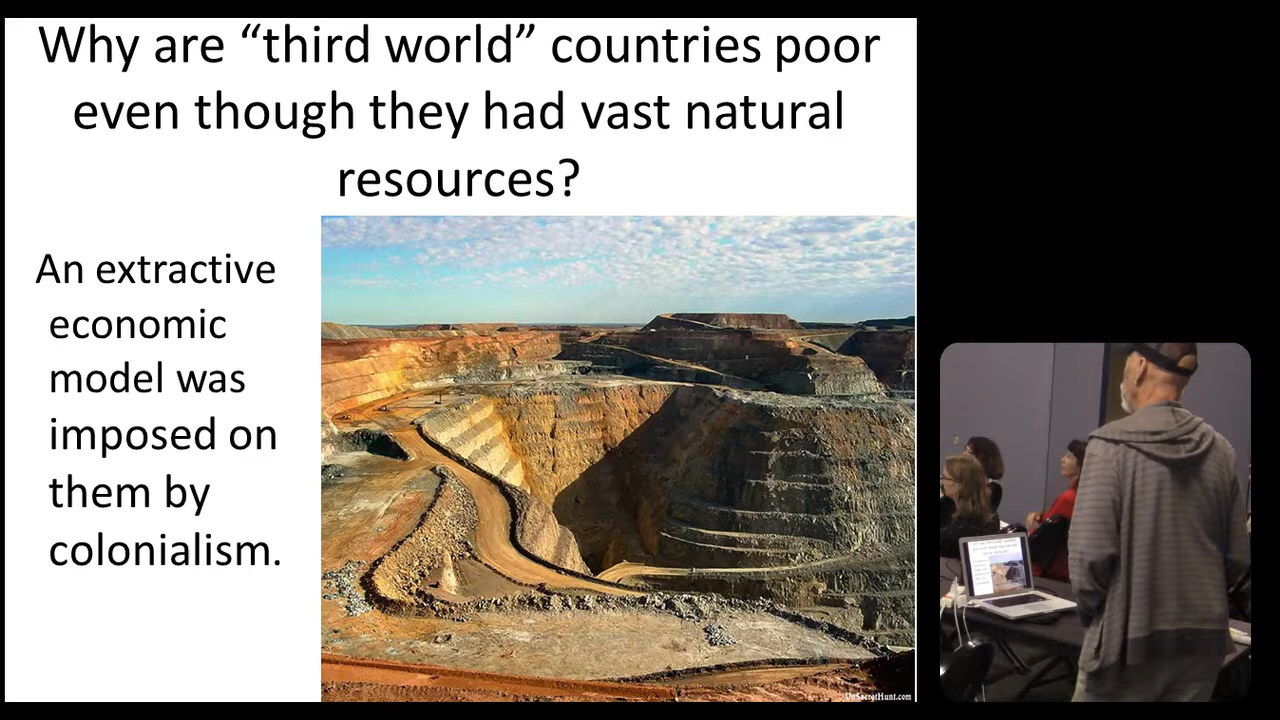 Why are “third world” countries poor
even though they had vast natural
resources?
An extractive
economic
model was
imposed on
them by
colonialism.
UnSecretHunt.com